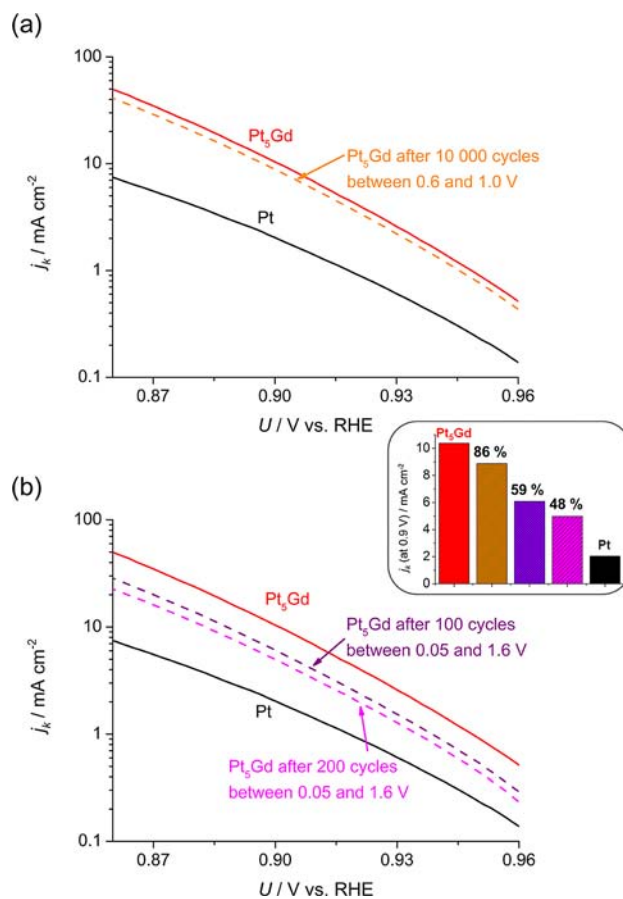 (a)
100
10
1
0.1
j_k / mA cm⁻²
Pt₅Gd
Pt₅Gd after 10 000 cycles
between 0.6 and 1.0 V
Pt
0.87 0.90 0.93 0.96
U / V vs. RHE
10
8
6
4
2
0
j_k (at 0.9 V) / mA cm⁻²
Pt₅Gd
86 %
59 %
48 %
Pt
(b)
100
10
1
0.1
j_k / mA cm⁻²
Pt₅Gd
Pt₅Gd after 100 cycles
between 0.05 and 1.6 V
Pt
Pt₅Gd after 200 cycles
between 0.05 and 1.6 V
0.87 0.90 0.93 0.96
U / V vs. RHE